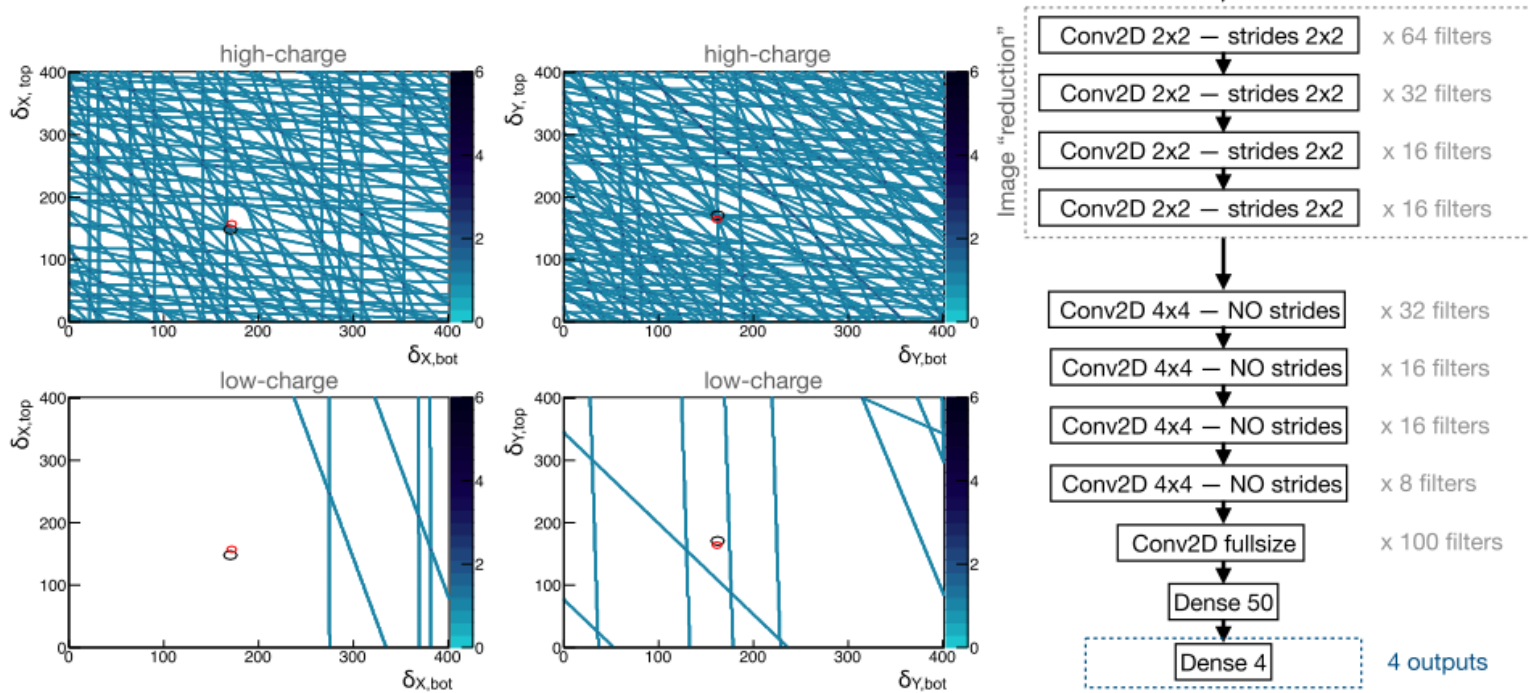 high-charge
δX, top
400
300
200
100
0
0 100 200 300 400
δX,bot
6
4
2
0
high-charge
δY, top
400
300
200
100
0
0 100 200 300 400
δY,bot
6
4
2
0
low-charge
δX,top
400
300
200
100
0
0 100 200 300 400
δX,bot
6
4
2
0
low-charge
δY,top
400
300
200
100
0
0 100 200 300 400
δY,bot
6
4
2
0
Image “reduction”
Conv2D 2x2 – strides 2x2 x 64 filters
Conv2D 2x2 – strides 2x2 x 32 filters
Conv2D 2x2 – strides 2x2 x 16 filters
Conv2D 2x2 – strides 2x2 x 16 filters
Conv2D 4x4 – NO strides x 32 filters
Conv2D 4x4 – NO strides x 16 filters
Conv2D 4x4 – NO strides x 16 filters
Conv2D 4x4 – NO strides x 8 filters
Conv2D fullsize x 100 filters
Dense 50
Dense 4 4 outputs